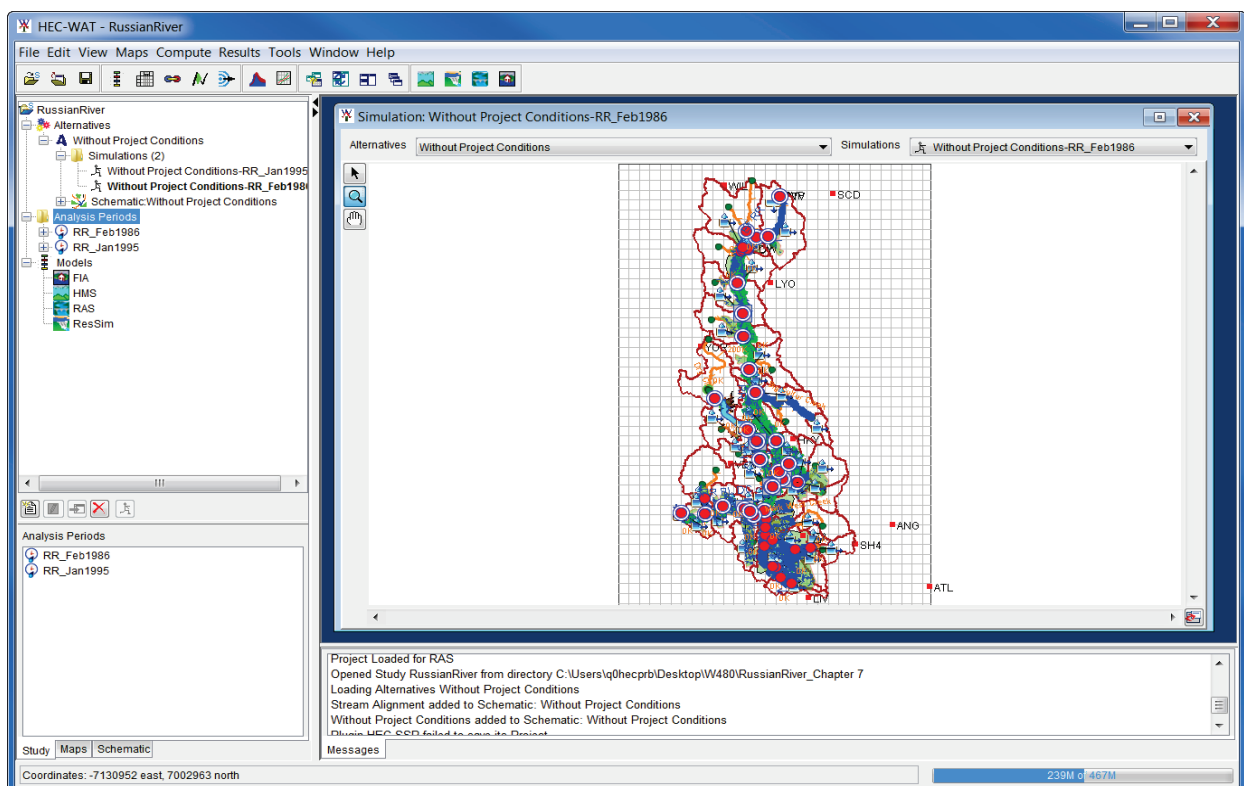 HEC-WAT - RussianRiver
File Edit View Maps Compute Results Tools Window Help
RussianRiver
Alternatives
Without Project Conditions
Simulations (2)
Without Project Conditions-RR_Jan1995
Without Project Conditions-RR_Feb198
Schematic:Without Project Conditions
Analysis Periods
RR_Feb1986
RR_Jan1995
Models
FIA
HMS
RAS
ResSim
Analysis Periods
RR_Feb1986
RR_Jan1995
Study Maps Schematic
Simulation: Without Project Conditions-RR_Feb1986
Alternatives Without Project Conditions Simulations Without Project Conditions-RR_Feb1986
SCD
LYO
ANG
SH4
ATL
Project Loaded for RAS
Opened Study RussianRiver from directory C:\Users\q0hecprb\Desktop\W480\RussianRiver_Chapter 7
Loading Alternatives Without Project Conditions
Stream Alignment added to Schematic: Without Project Conditions
Without Project Conditions added to Schematic: Without Project Conditions
Messages
Coordinates: -7130952 east, 7002963 north
239M of 467M